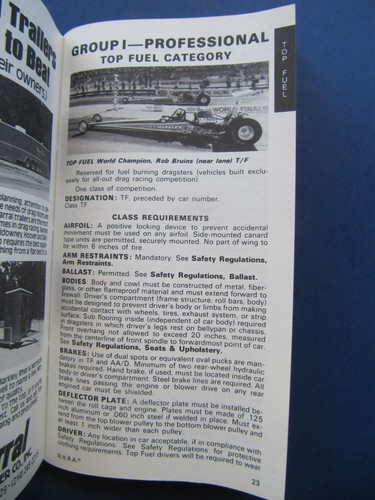 Trailers
to Beat
eir owners)
GROUP I—PROFESSIONAL
TOP FUEL CATEGORY
TOP FUEL
WORLD FINALS
TOP FUEL World Champion, Rob Bruins (near lane) T/F
Reserved for fuel burning dragsters (vehicles built exclu-
sively for all-out drag racing competition).
One class of competition.
DESIGNATION: TF, preceded by car number.
Class TF
CLASS REQUIREMENTS
AIRFOIL: A positive locking device to prevent accidental
movement must be used on any airfoil. Side-mounted canard
type units are permitted, securely mounted. No part of wing to
be within 6 inches of tire.
ARM RESTRAINTS: Mandatory. See Safety Regulations,
Arm Restraints.
BALLAST: Permitted. See Safety Regulations, Ballast.
BODIES: Body and cowl must be constructed of metal, fiber-
glass, or other flameproof material and must extend forward to
firewall. Driver's compartment (frame structure, roll bars, body)
must be designed to prevent driver's body or limbs from making
accidental contact with wheels, tires, exhaust system, or strip
surface. Sub flooring inside (independent of car body) required
in dragsters in which driver's legs rest on bellypan or chassis.
Front overhang not allowed to exceed 20 inches, measured
from the centerline of front spindle to forwardmost point of car.
See Safety Regulations, Seats & Upholstery.
BRAKES: Use of dual spots or equivalent oval pucks are man-
datory in TF and AA/D. Minimum of two rear-wheel hydraulic
brakes required. Hand brake, if used, must be located inside car
body or driver's compartment. Steel brake lines are required. All
brake lines passing the engine or blower drive on any rear
engined car must be shielded.
DEFLECTOR PLATE: A deflector plate must be installed be-
tween the roll cage and engine. Plates must be made of .125
inch aluminum or .060 inch steel if welded in place. Must ex-
tend from the top blower pulley to the bottom blower pulley and
at least 1 inch wider than each pulley.
DRIVER: Any location in car acceptable, if in compliance with
Safety Regulations. See Safety Regulations for protective
clothing requirements. Top Fuel drivers will be required to wear
N.H.R.A.®
23